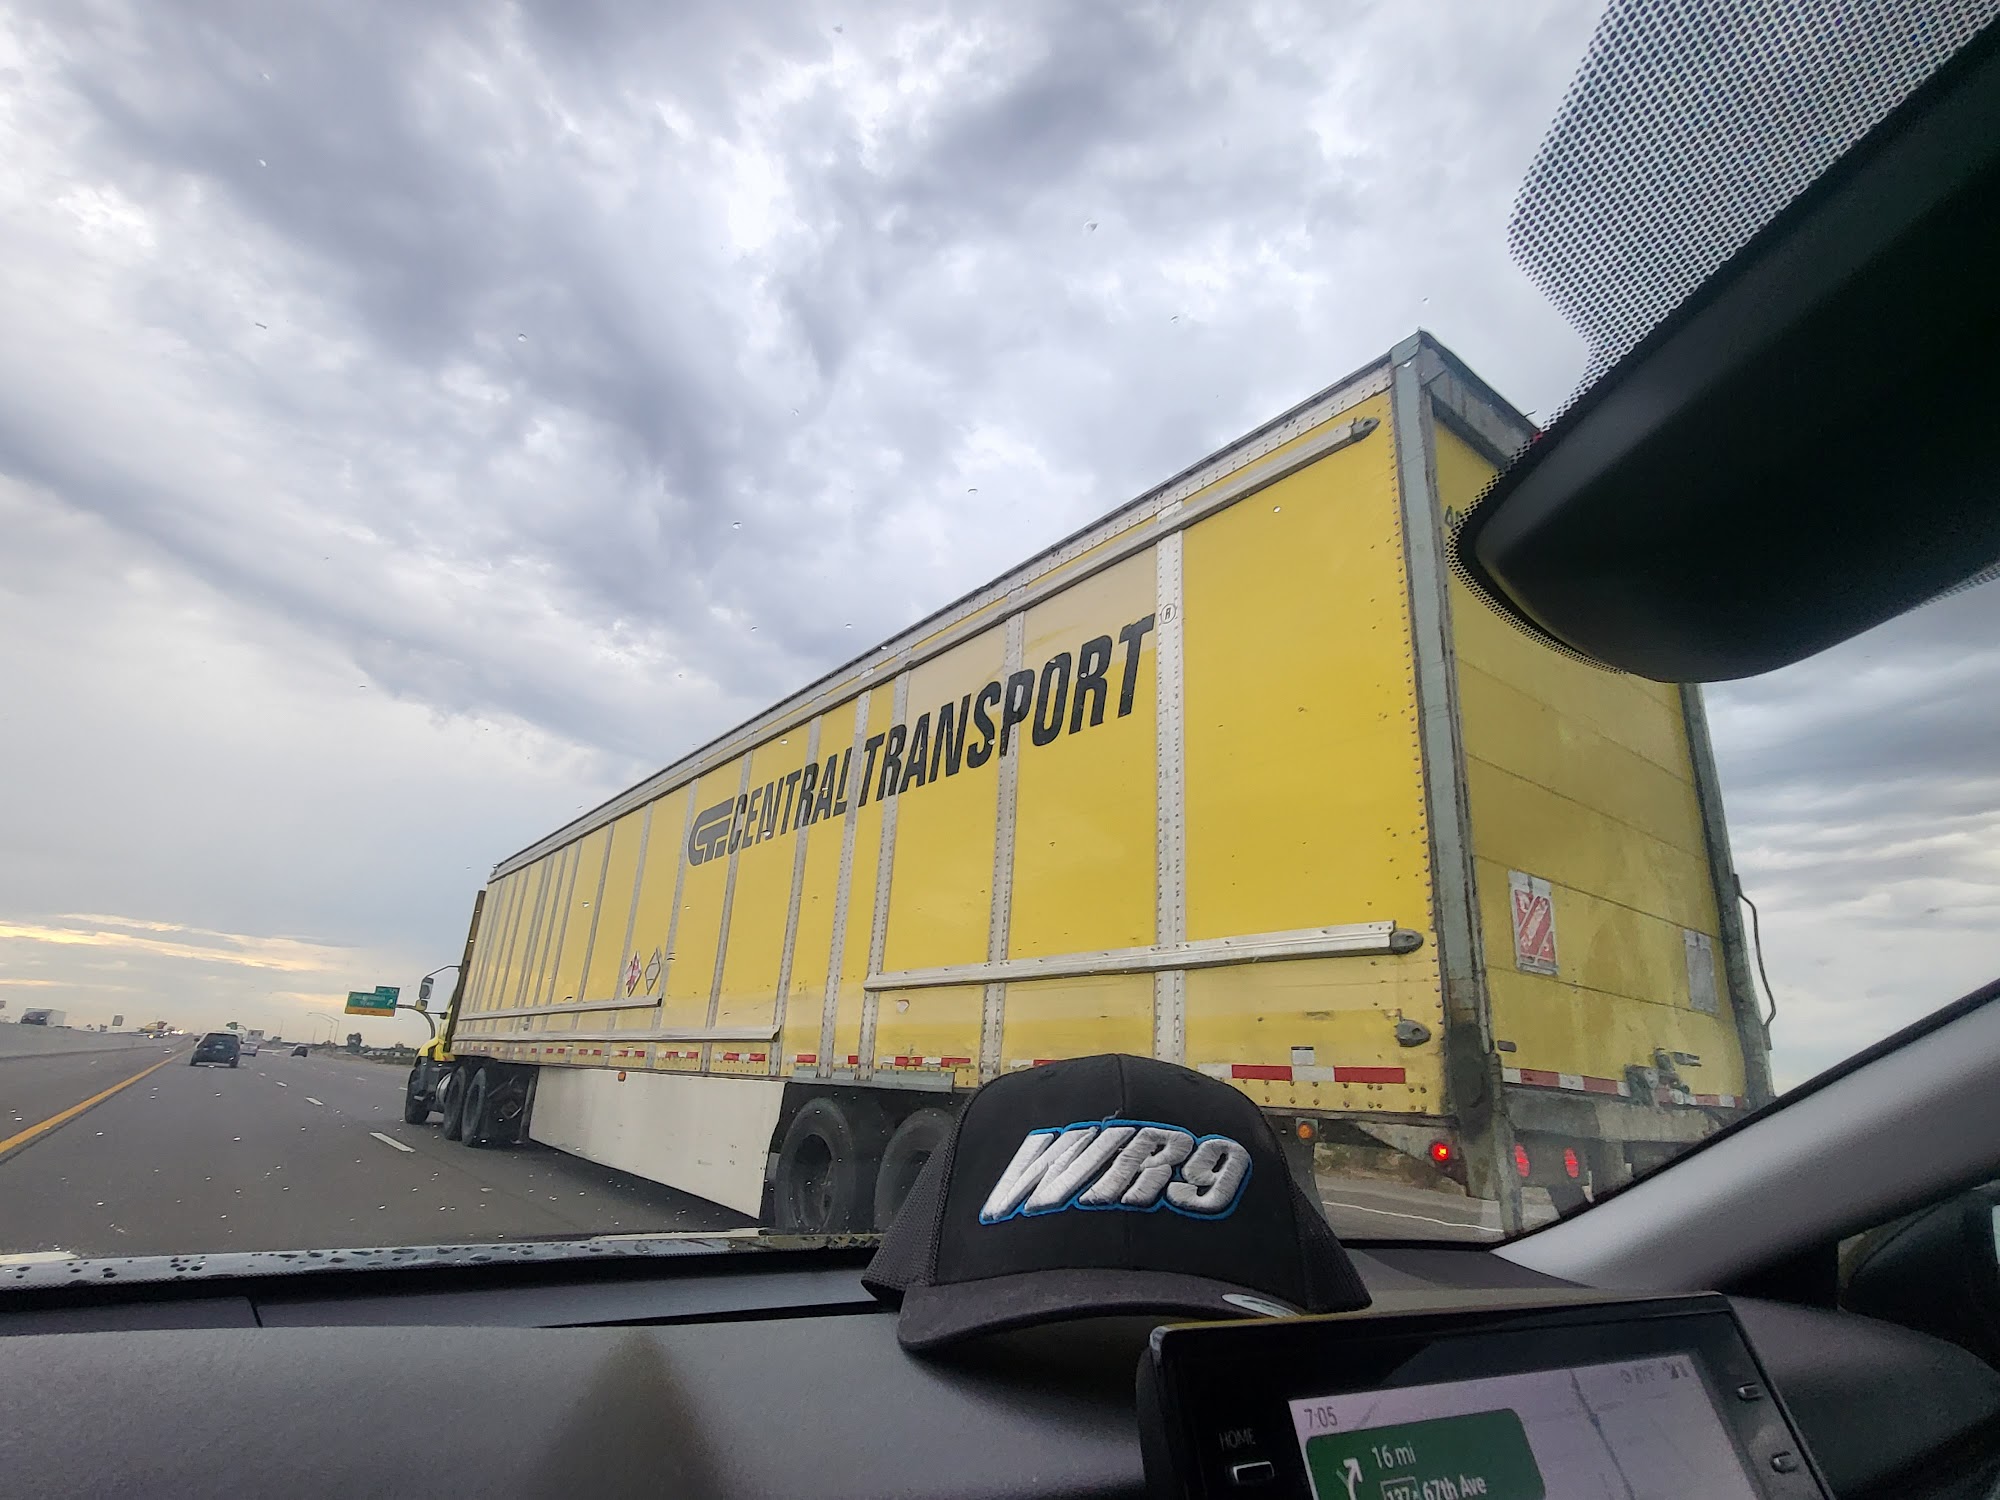 CENTRAL TRANSPORT®
WR9
HOME
7:05
16 mi
67th Ave